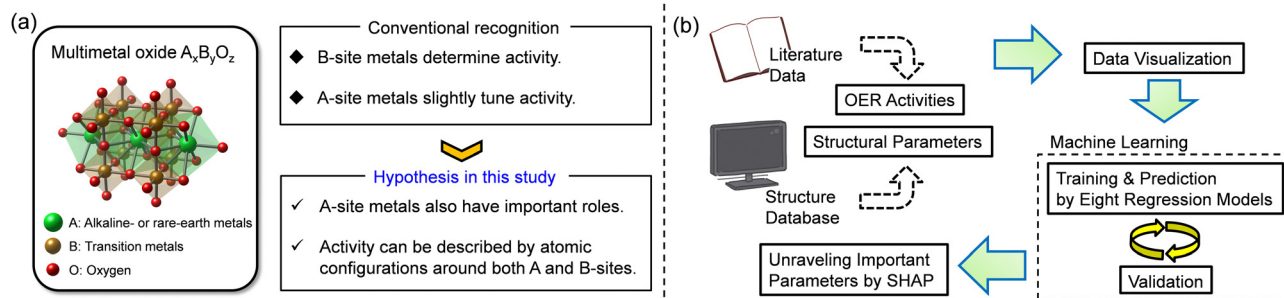 (a)
Multimetal oxide AₓBᵧO_z
A: Alkaline- or rare-earth metals
B: Transition metals
O: Oxygen
Conventional recognition
◆ B-site metals determine activity.
◆ A-site metals slightly tune activity.
Hypothesis in this study
✓ A-site metals also have important roles.
✓ Activity can be described by atomic
configurations around both A and B-sites.
(b)
Literature
Data
OER Activities
Structural Parameters
Structure
Database
Data Visualization
Machine Learning
Training & Prediction
by Eight Regression Models
Validation
Unraveling Important
Parameters by SHAP